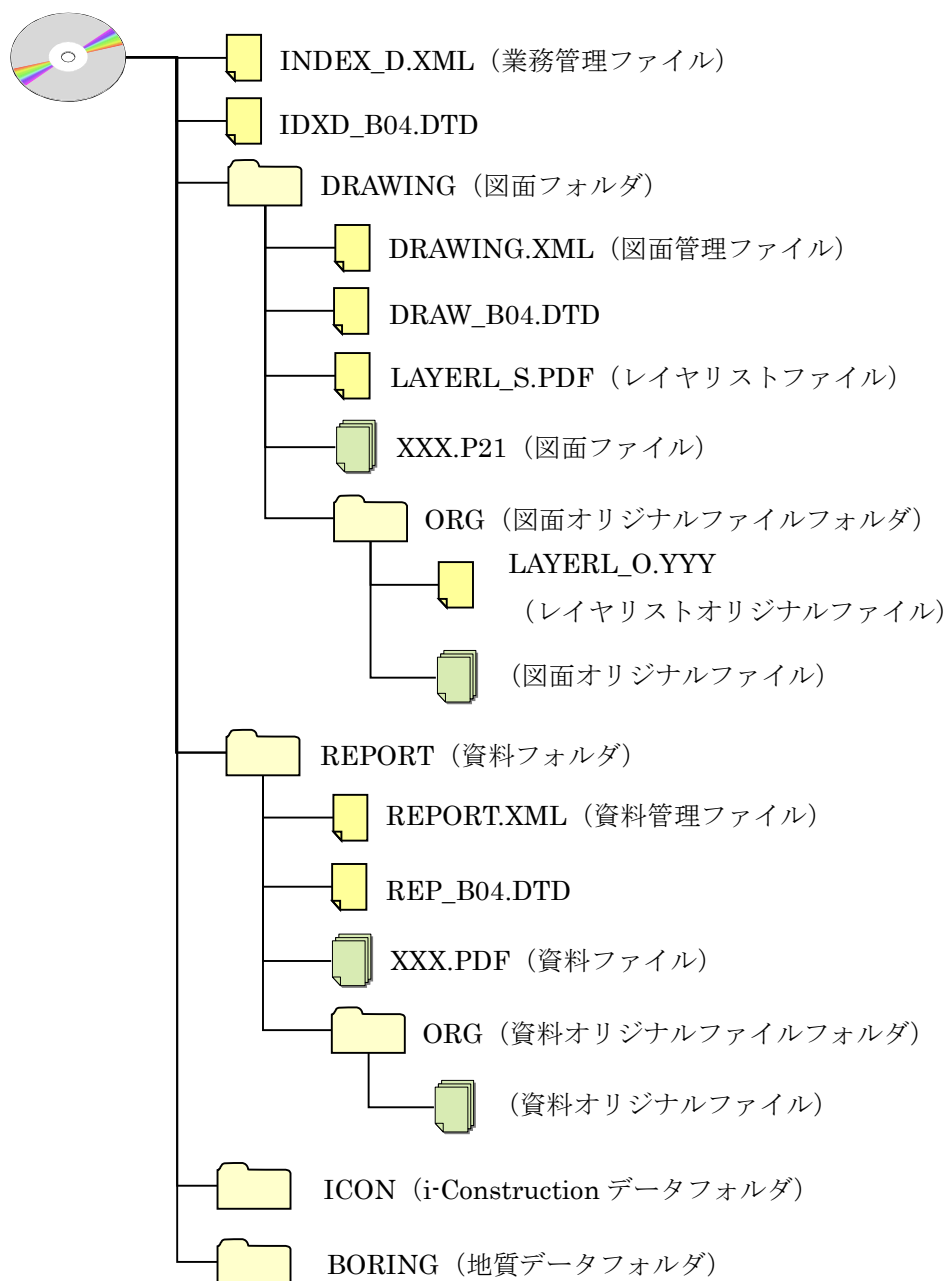 INDEX_D.XML（業務管理ファイル）
IDXD_B04.DTD
DRAWING（図面フォルダ）
DRAWING.XML（図面管理ファイル）
DRAW_B04.DTD
LAYERL_S.PDF（レイヤリストファイル）
XXX.P21（図面ファイル）
ORG（図面オリジナルファイルフォルダ）
LAYERL_O.YYY
（レイヤリストオリジナルファイル）
（図面オリジナルファイル）
REPORT（資料フォルダ）
REPORT.XML（資料管理ファイル）
REP_B04.DTD
XXX.PDF（資料ファイル）
ORG（資料オリジナルファイルフォルダ）
（資料オリジナルファイル）
ICON（i-Construction データフォルダ）
BORING（地質データフォルダ）